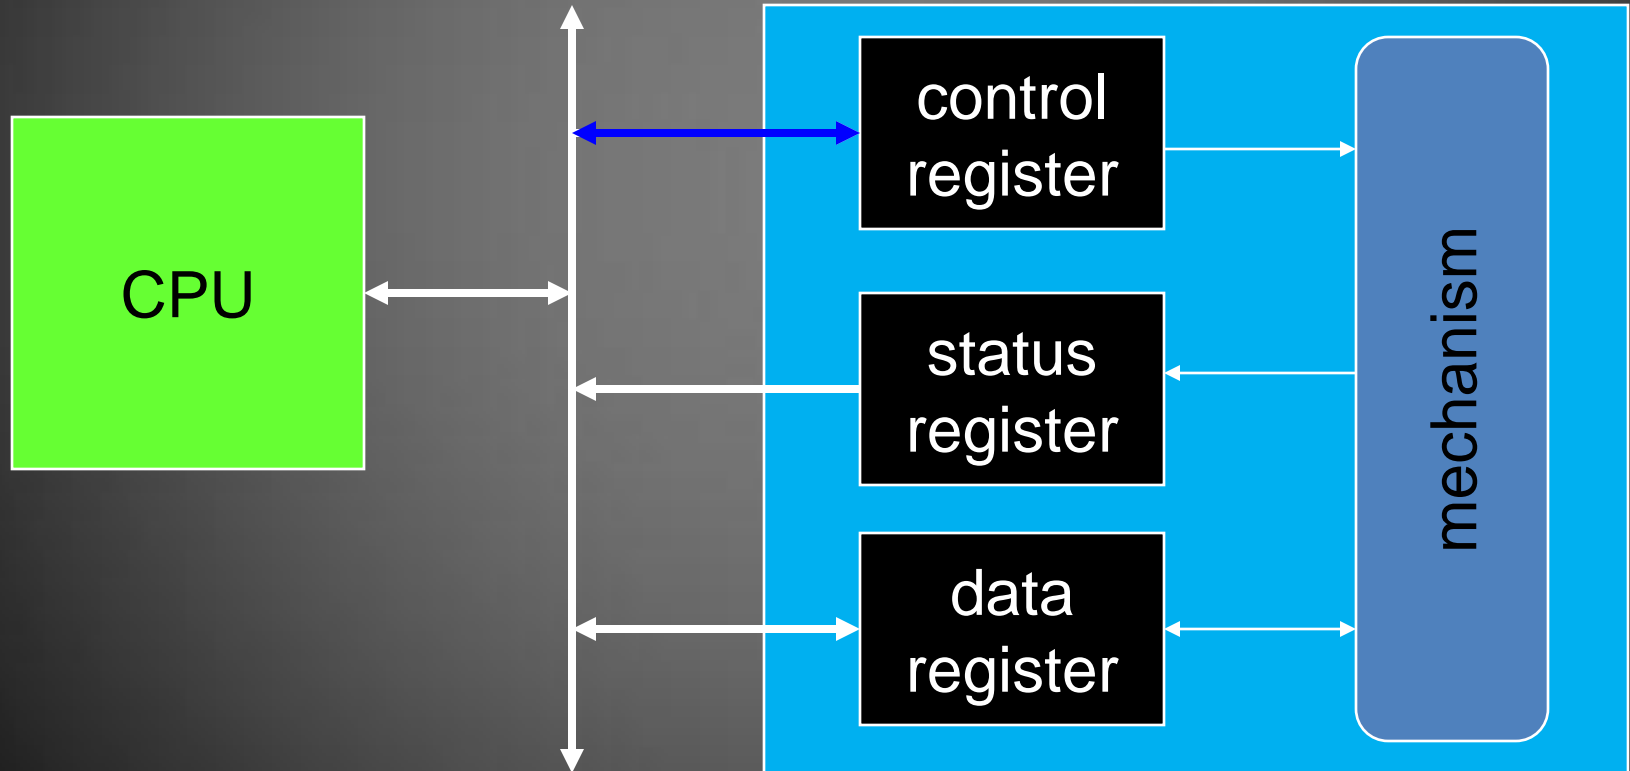 CPU
control
register
status
register
data
register
mechanism